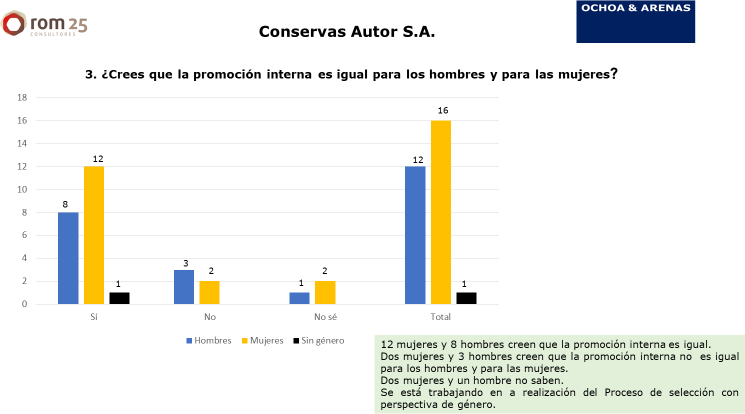 rom 25
CONSULTORES
OCHOA & ARENAS
Conservas Autor S.A.
3. ¿Crees que la promoción interna es igual para los hombres y para las mujeres?
18
16
14
12
10
8
6
4
2
0
8
12
1
3
2
1
2
12
16
1
Sí
No
No sé
Total
Hombres
Mujeres
Sin género
12 mujeres y 8 hombres creen que la promoción interna es igual.
Dos mujeres y 3 hombres creen que la promoción interna no es igual
para los hombres y para las mujeres.
Dos mujeres y un hombre no saben.
Se está trabajando en a realización del Proceso de selección con
perspectiva de género.